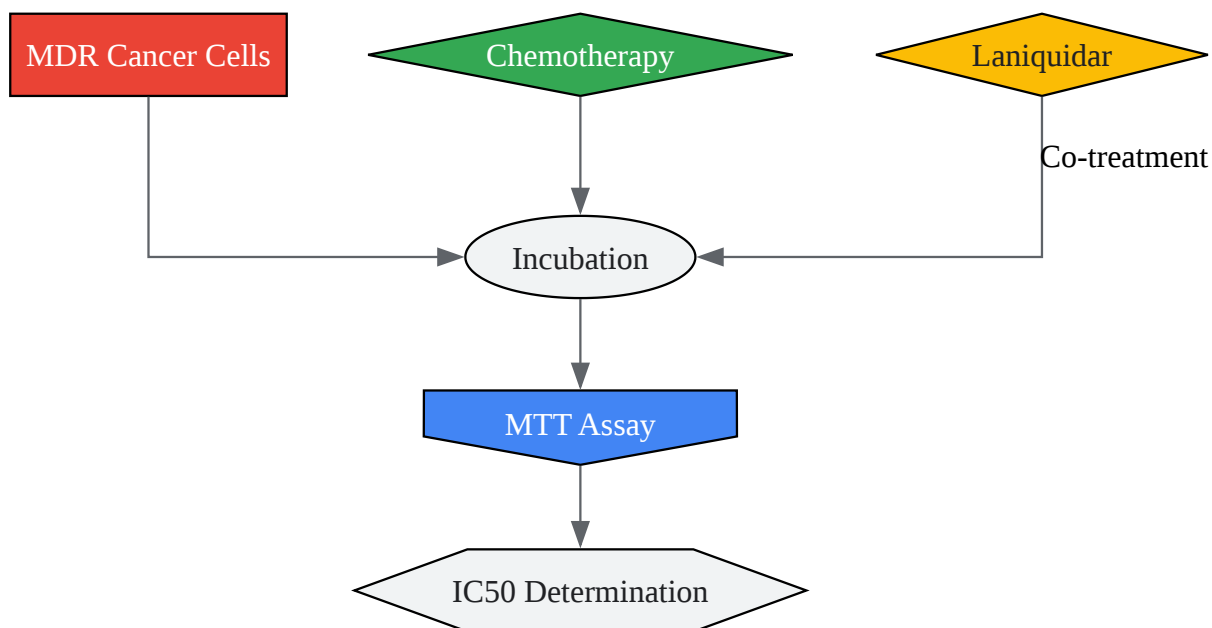 MDR Cancer Cells
Chemotherapy
Laniquidar
Co-treatment
Incubation
MTT Assay
IC50 Determination